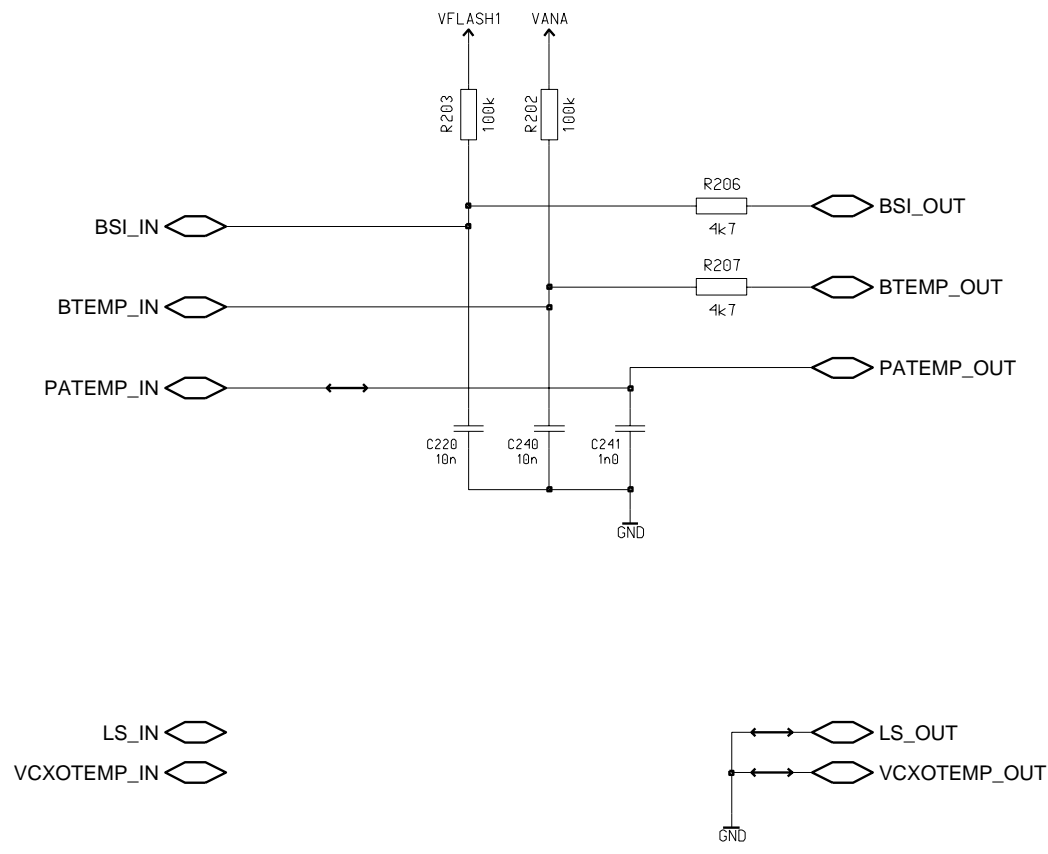 VFLASH1 VANA
R203 100k R202 100k
R206
BSI_IN BSI_OUT
4k7
R207
BTEMP_IN BTEMP_OUT
4k7
PATEMP_IN PATEMP_OUT
C220 C240 C241
10n 10n 1n0
GND
LS_IN LS_OUT
VCXOTEMP_IN VCXOTEMP_OUT
GND